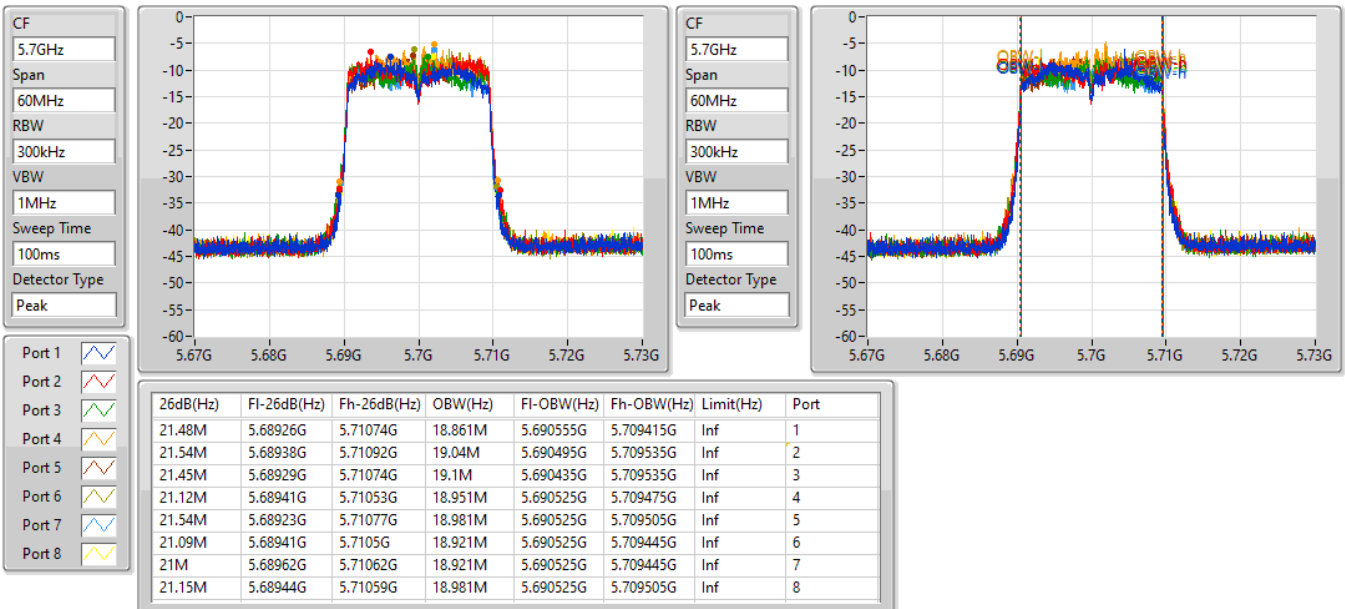 CF
5.7GHz
Span
60MHz
RBW
300kHz
VBW
1MHz
Sweep Time
100ms
Detector Type
Peak
0
-5
-10
-15
-20
-25
-30
-35
-40
-45
-50
-55
-60
5.67G 5.68G 5.69G 5.7G 5.71G 5.72G 5.73G
CF
5.7GHz
Span
60MHz
RBW
300kHz
VBW
1MHz
Sweep Time
100ms
Detector Type
Peak
0
-5
-10
-15
-20
-25
-30
-35
-40
-45
-50
-55
-60
5.67G 5.68G 5.69G 5.7G 5.71G 5.72G 5.73G
Port 1
Port 2
Port 3
Port 4
Port 5
Port 6
Port 7
Port 8
26dB(Hz) Fl-26dB(Hz) Fh-26dB(Hz) OBW(Hz) Fl-OBW(Hz) Fh-OBW(Hz) Limit(Hz) Port
21.48M 5.68926G 5.71074G 18.861M 5.690555G 5.709415G Inf 1
21.54M 5.68938G 5.71092G 19.04M 5.690495G 5.709535G Inf 2
21.45M 5.68929G 5.71074G 19.1M 5.690435G 5.709535G Inf 3
21.12M 5.68941G 5.71053G 18.951M 5.690525G 5.709475G Inf 4
21.54M 5.68923G 5.71077G 18.981M 5.690525G 5.709505G Inf 5
21.09M 5.68941G 5.7105G 18.921M 5.690525G 5.709445G Inf 6
21M 5.68962G 5.71062G 18.921M 5.690525G 5.709445G Inf 7
21.15M 5.68944G 5.71059G 18.981M 5.690525G 5.709505G Inf 8